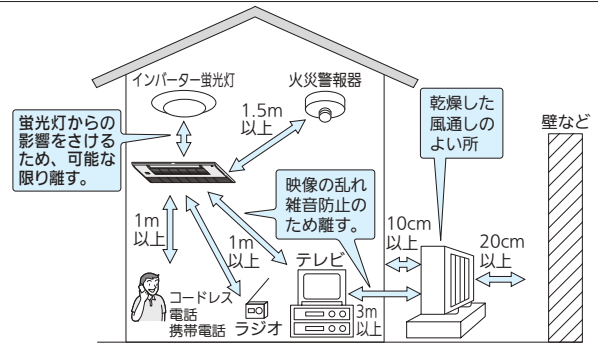 インバーター蛍光灯
火災警報器
1.5m
以上
蛍光灯からの
影響をさける
ため、可能な
限り離す。
乾燥した
風通しの
よい所
壁など
映像の乱れ
雑音防止の
ため離す。
1m
以上
1m
以上
10cm
以上
20cm
以上
テレビ
コードレス
電話
携帯電話
ラジオ
3m
以上